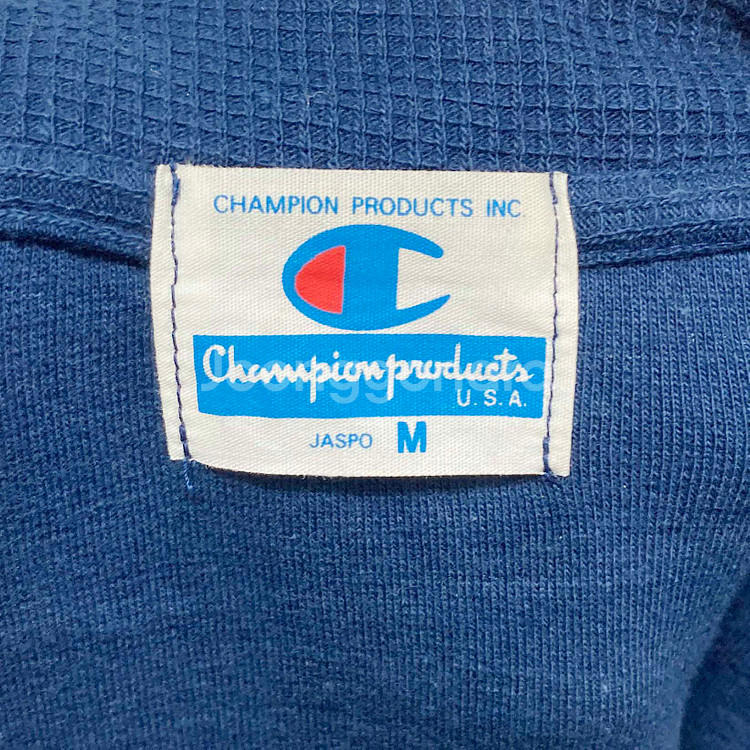 CHAMPION PRODUCTS INC.
Championproducts
U.S.A.
JASPO M